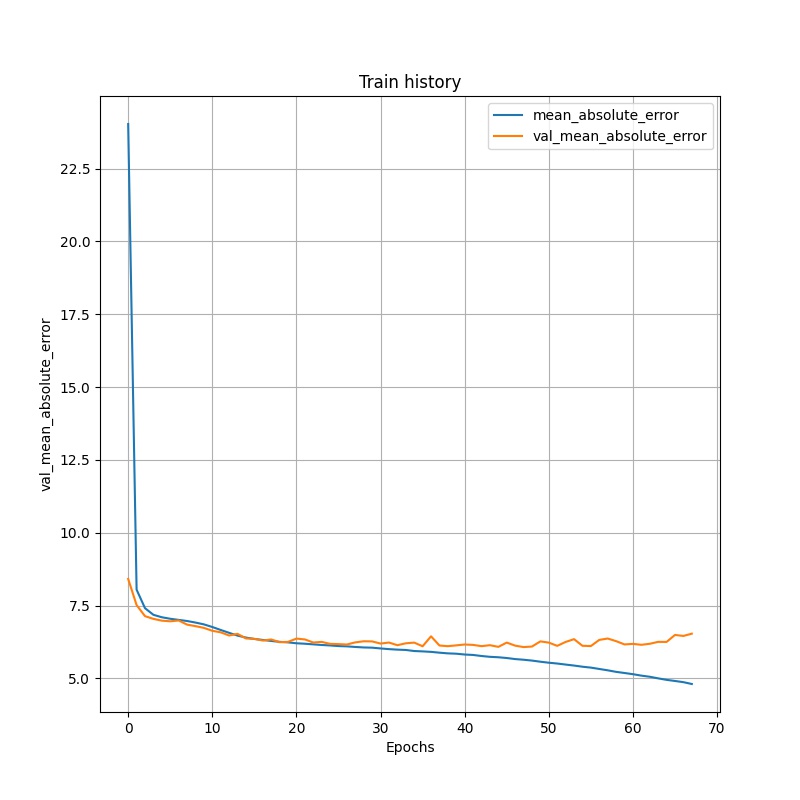 Train history
mean_absolute_error
val_mean_absolute_error
22.5
20.0
17.5
15.0
12.5
10.0
7.5
5.0
val_mean_absolute_error
0 10 20 30 40 50 60 70
Epochs